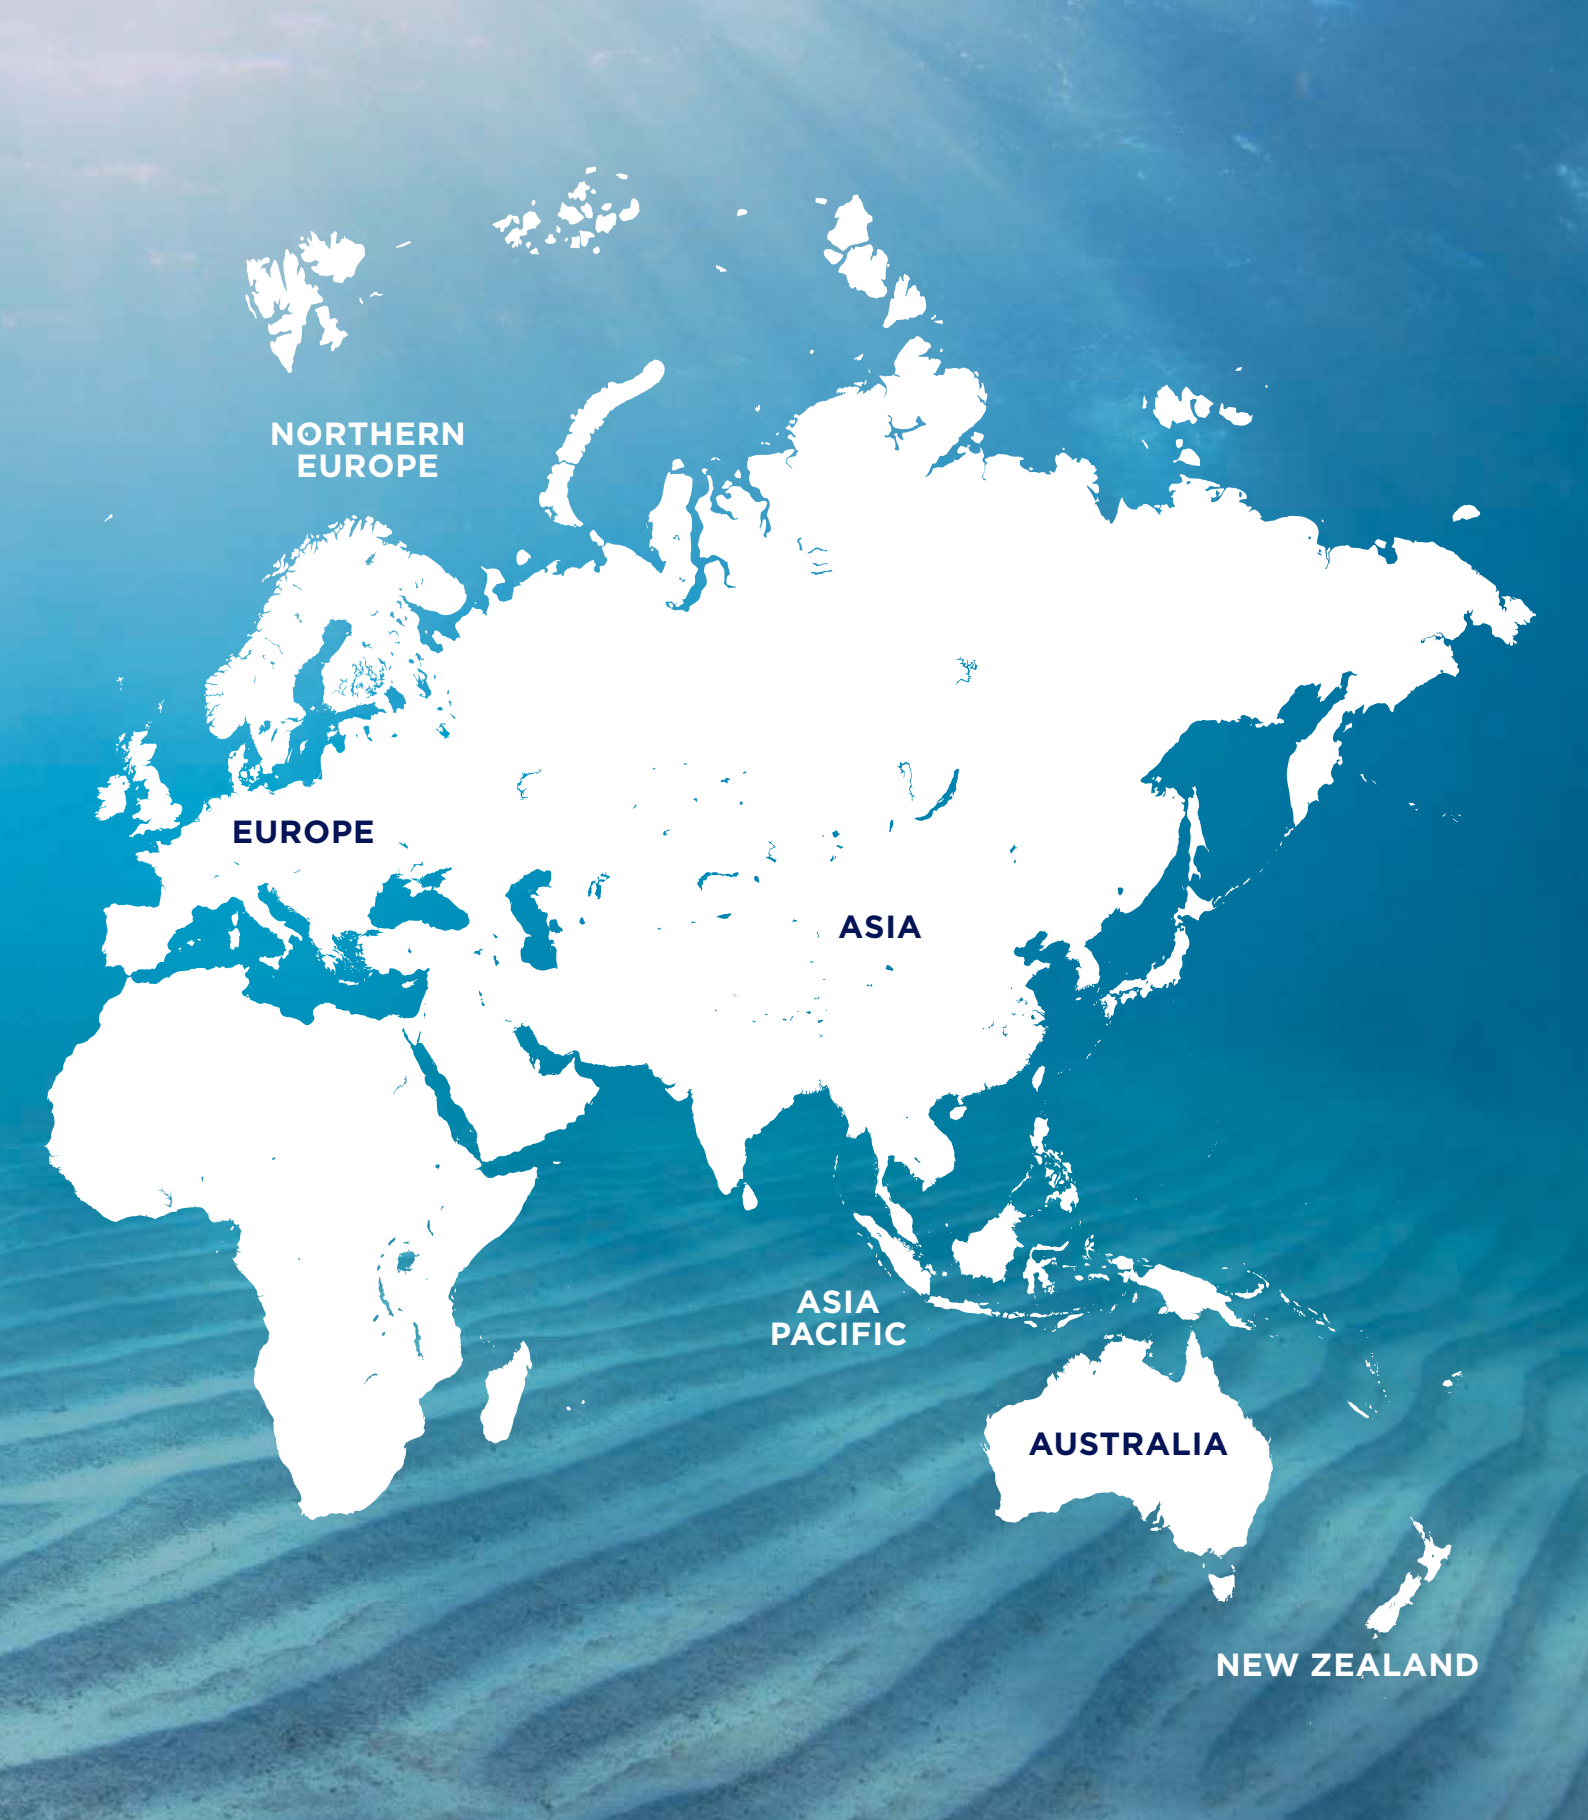 NORTHERN
EUROPE
EUROPE
ASIA
ASIA
PACIFIC
AUSTRALIA
NEW ZEALAND